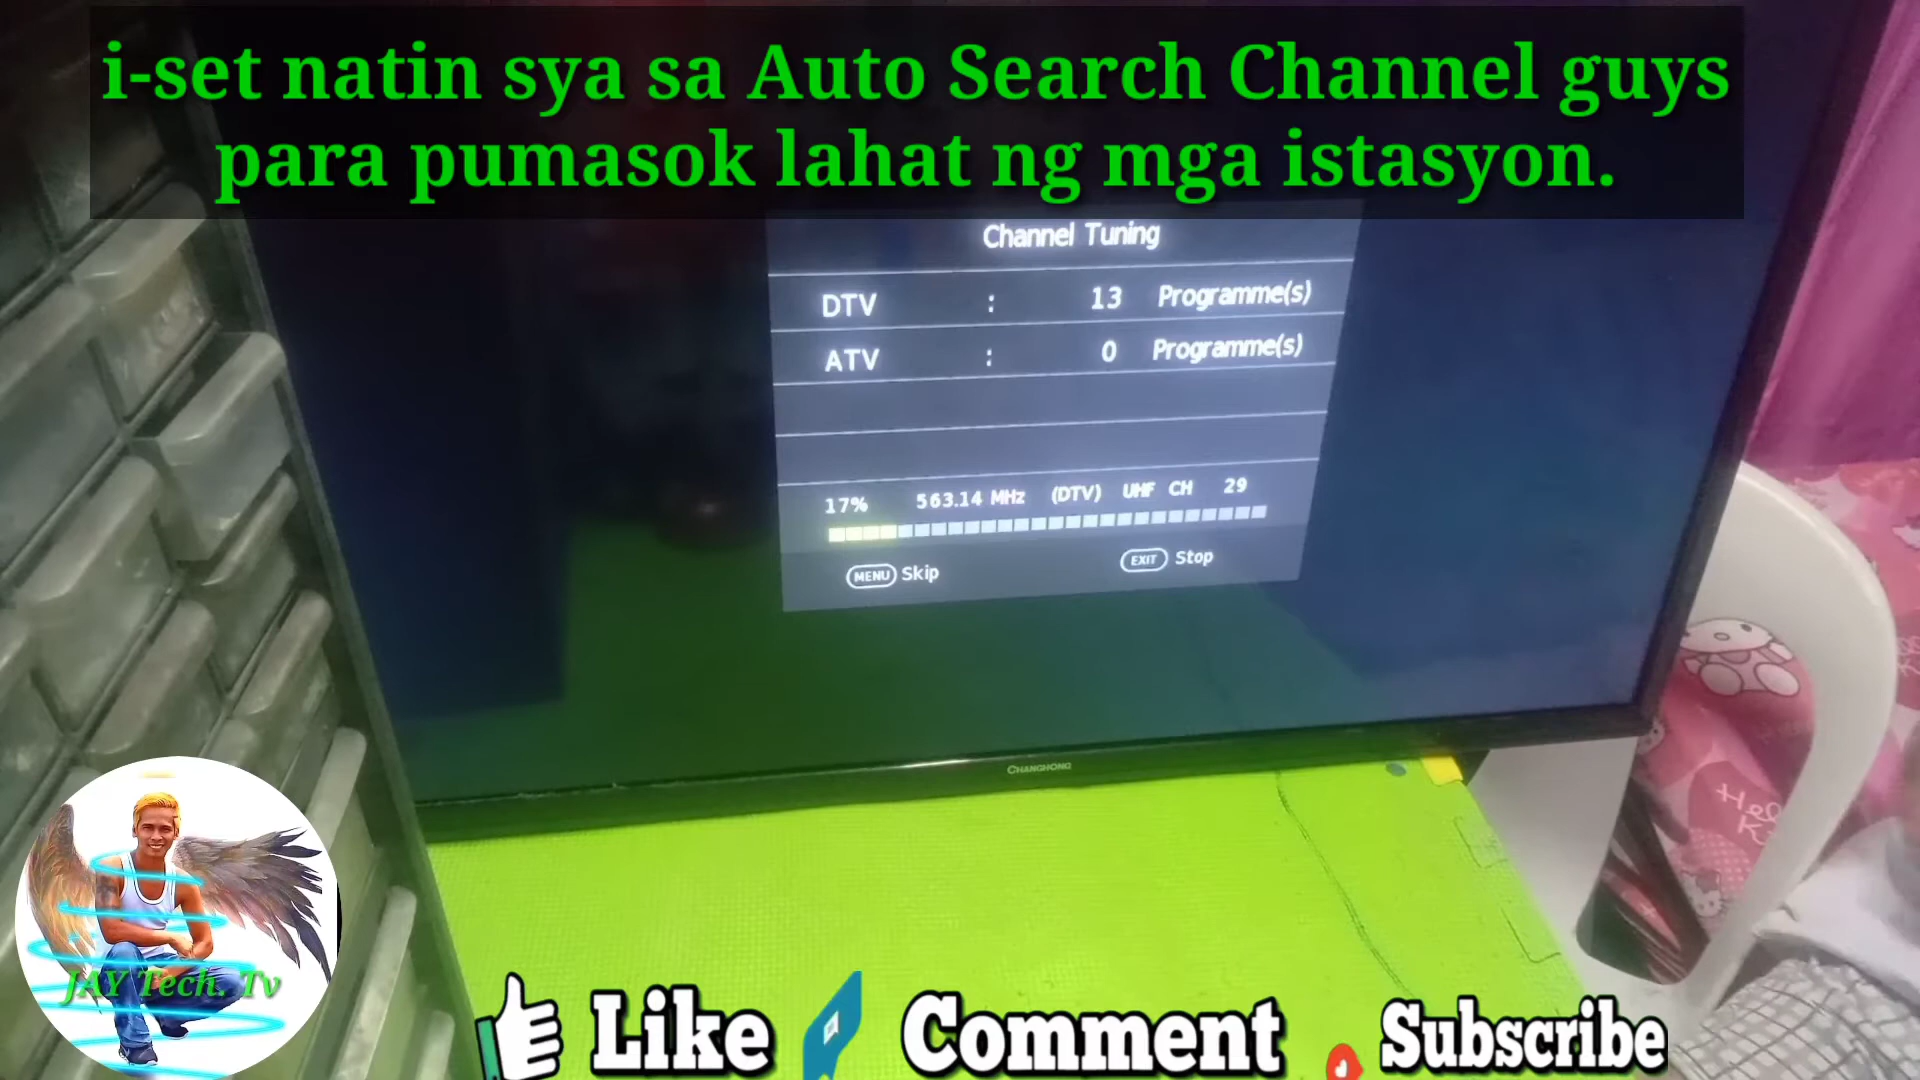 i-set natin sya sa Auto Search Channel guys
para pumasok lahat ng mga istasyon.
Channel Tuning
DTV : 13 Programme(s)
ATV : 0 Programme(s)
17% 563.14 MHz (DTV) UHF CH 29
MENU Skip EXIT Stop
CHANGHONG
JAY Tech. Tv
Like Comment Subscribe